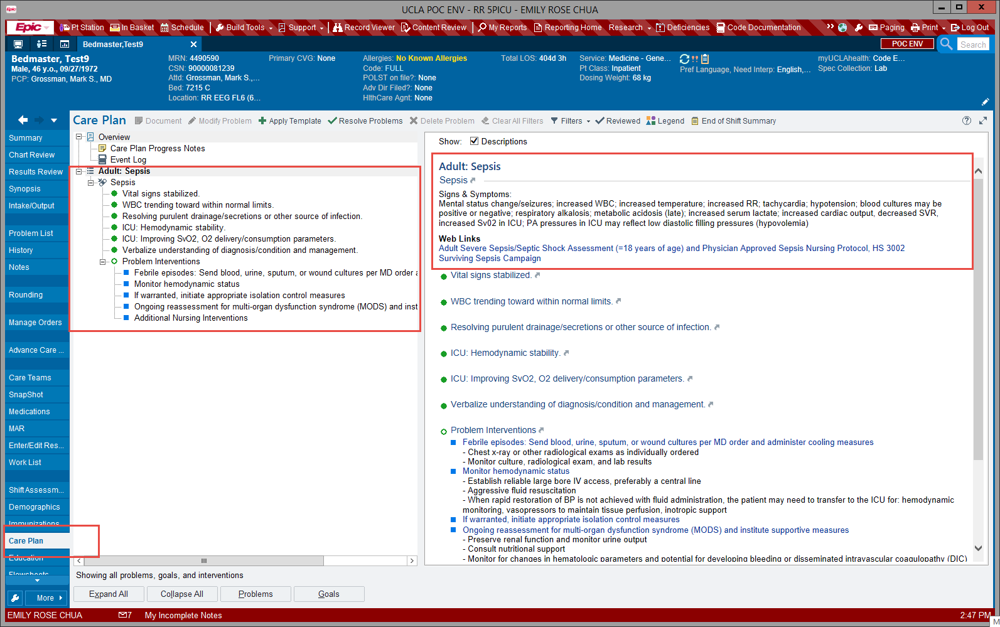 Epic
UCLA POC ENV - RR 5PICU - EMILY ROSE CHUA
Epic Pt Station In Basket Schedule Build Tools Support Record Viewer Content Review My Reports Reporting Home Research Deficiencies Code Documentation Paging Print Log Out
Bedmaster,Test9 POC ENV Search
Bedmaster, Test9
Male, 46 y.o., 09/27/1972
PCP: Grossman, Mark S., MD
MRN: 4490590
CSN: 90000081239
Attd: Grossman, Mark S.,...
Bed: 7215 C
Location: RR EEG FL6 (6...
Primary CVG: None
Allergies: No Known Allergies
Code: FULL
POLST on file?: None
Adv Dir Filed?: None
HlthCare Agnt: None
Total LOS: 404d 3h
Service: Medicine - Gene...
Pt Class: Inpatient
Dosing Weight: 68 kg
Pref Language, Need Interp: English,...
myUCLAhealth: Code E...
Spec Collection: Lab
Care Plan Document Modify Problem Apply Template Resolve Problems Delete Problem Clear All Filters Filters Reviewed Legend End of Shift Summary
Summary
Chart Review
Results Review
Synopsis
Intake/Output
Problem List
History
Notes
Rounding
Manage Orders
Advance Care ...
Care Teams
SnapShot
Medications
MAR
Enter/Edit Res...
Work List
Shift Assessm...
Demographics
Immunizations
Care Plan
Education
Flowsheets
More
Overview
Care Plan Progress Notes
Event Log
Adult: Sepsis
Sepsis
Vital signs stabilized.
WBC trending toward within normal limits.
Resolving purulent drainage/secretions or other source of infection.
ICU: Hemodynamic stability.
ICU: Improving SvO2, O2 delivery/consumption parameters.
Verbalize understanding of diagnosis/condition and management.
Problem Interventions
Febrile episodes: Send blood, urine, sputum, or wound cultures per MD order a
Monitor hemodynamic status
If warranted, initiate appropriate isolation control measures
Ongoing reassessment for multi-organ dysfunction syndrome (MODS) and inst
Additional Nursing Interventions
Showing all problems, goals, and interventions
Expand All Collapse All Problems Goals
Show: Descriptions
Adult: Sepsis
Sepsis
Signs & Symptoms:
Mental status change/seizures; increased WBC; increased temperature; increased RR; tachycardia; hypotension; blood cultures may be
positive or negative; respiratory alkalosis; metabolic acidosis (late); increased serum lactate; increased cardiac output, decreased SVR,
increased Sv02 in ICU; PA pressures in ICU may reflect low diastolic filling pressures (hypovolemia)
Web Links
Adult Severe Sepsis/Septic Shock Assessment (=18 years of age) and Physician Approved Sepsis Nursing Protocol, HS 3002
Surviving Sepsis Campaign
Vital signs stabilized.
WBC trending toward within normal limits.
Resolving purulent drainage/secretions or other source of infection.
ICU: Hemodynamic stability.
ICU: Improving SvO2, O2 delivery/consumption parameters.
Verbalize understanding of diagnosis/condition and management.
Problem Interventions
Febrile episodes: Send blood, urine, sputum, or wound cultures per MD order and administer cooling measures
- Chest x-ray or other radiological exams as individually ordered
- Monitor culture, radiological exam, and lab results
Monitor hemodynamic status
- Establish reliable large bore IV access, preferably a central line
- Aggressive fluid resuscitation
- When rapid restoration of BP is not achieved with fluid administration, the patient may need to transfer to the ICU for: hemodynamic
monitoring, vasopressors to maintain tissue perfusion, inotropic support
If warranted, initiate appropriate isolation control measures
Ongoing reassessment for multi-organ dysfunction syndrome (MODS) and institute supportive measures
- Preserve renal function and monitor urine output
- Consult nutritional support
- Monitor for changes in hematologic parameters and potential for developing bleeding or disseminated intravascular coagulopathy (DIC)
EMILY ROSE CHUA 7 My Incomplete Notes 2:47 PM
M